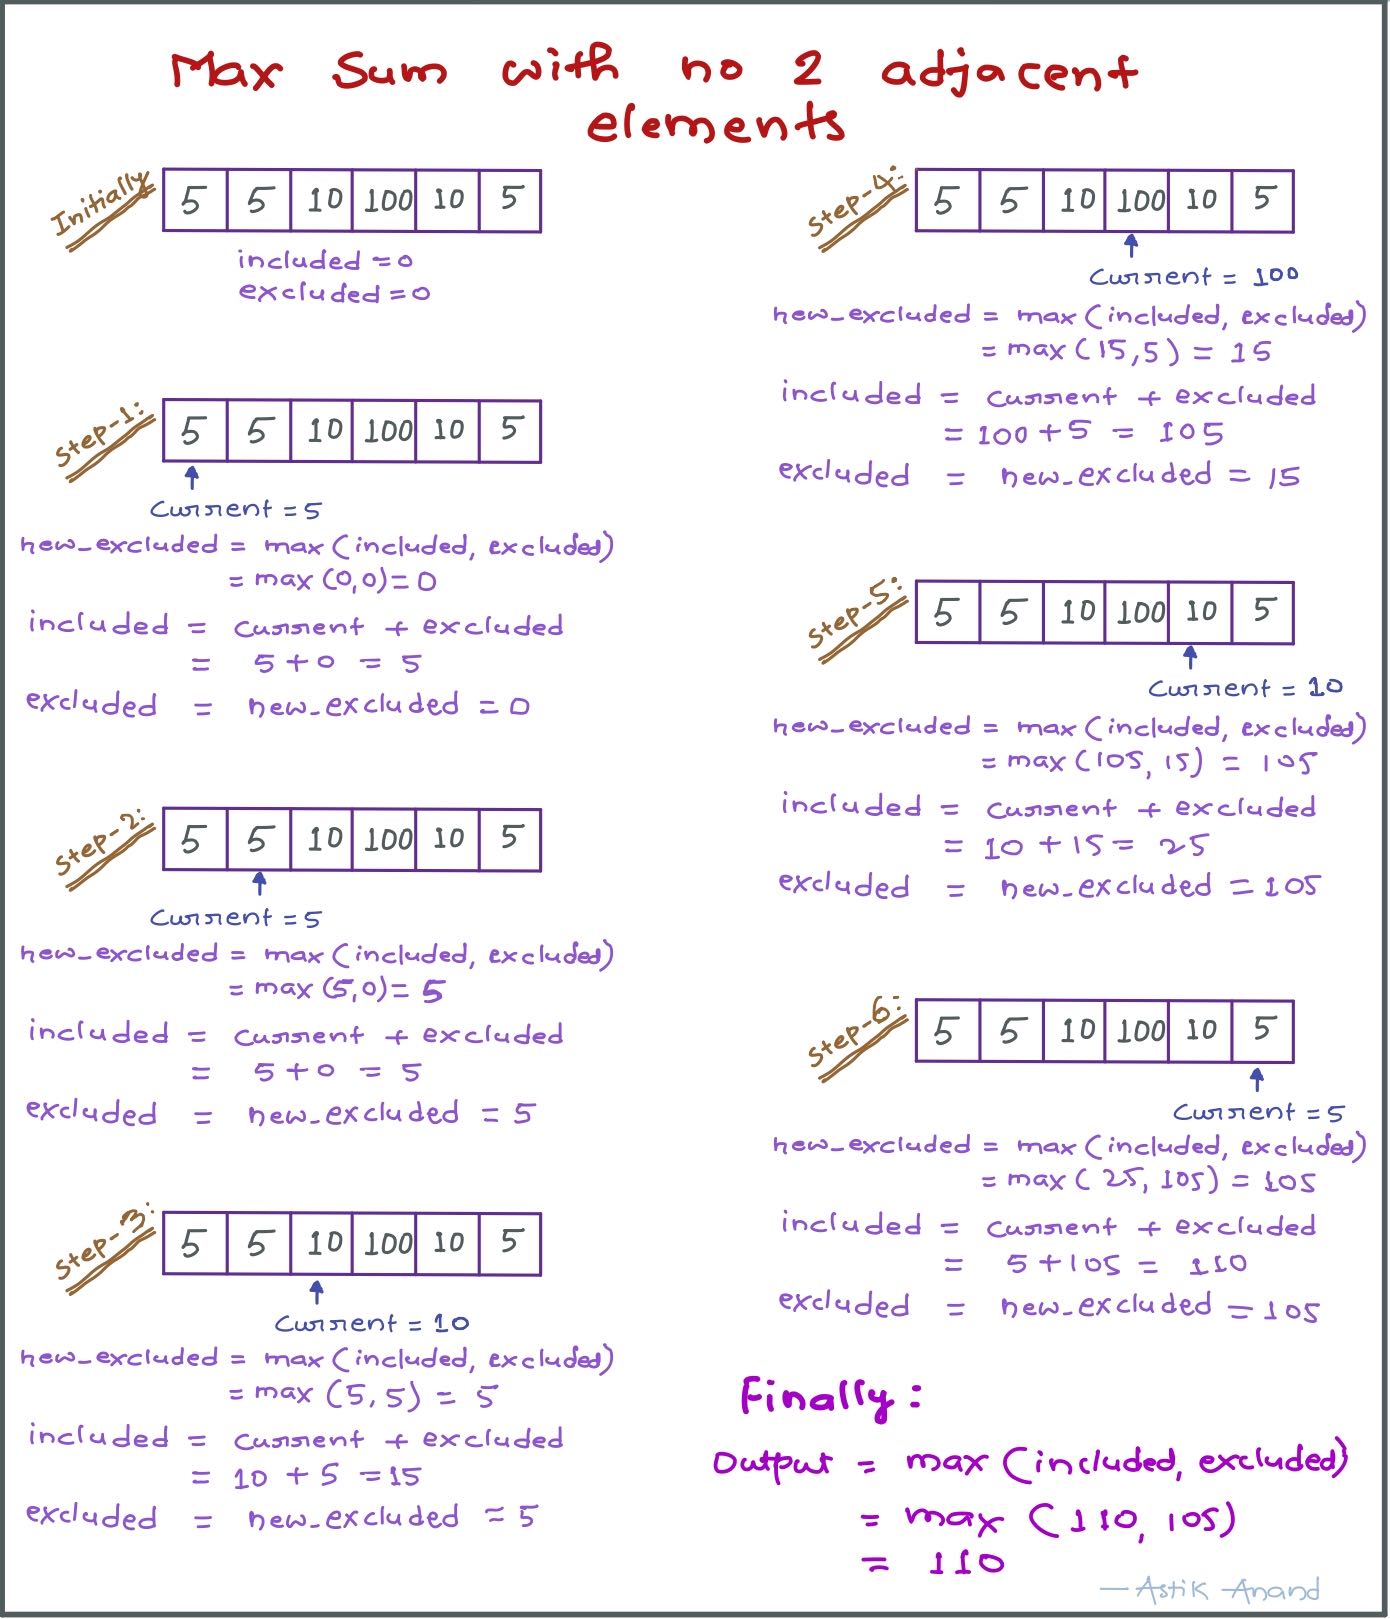 Max Sum with no 2 adjacent
elements
Initially
5 5 10 100 10 5
included = 0
excluded = 0
Step-1:
5 5 10 100 10 5
Current = 5
new_excluded = max (included, excluded)
= max (0,0) = 0
included = current + excluded
= 5 + 0 = 5
excluded = new_excluded = 0
Step-2:
5 5 10 100 10 5
Current = 5
new_excluded = max (included, excluded)
= max (5,0) = 5
included = current + excluded
= 5 + 0 = 5
excluded = new_excluded = 5
Step-3:
5 5 10 100 10 5
Current = 10
new_excluded = max (included, excluded)
= max (5,5) = 5
included = current + excluded
= 10 + 5 = 15
excluded = new_excluded = 5
Step-4:
5 5 10 100 10 5
Current = 100
new_excluded = max (included, excluded)
= max (15,5) = 15
included = current + excluded
= 100 + 5 = 105
excluded = new_excluded = 15
Step-5:
5 5 10 100 10 5
Current = 10
new_excluded = max (included, excluded)
= max (105, 15) = 105
included = current + excluded
= 10 + 15 = 25
excluded = new_excluded = 105
Step-6:
5 5 10 100 10 5
Current = 5
new_excluded = max (included, excluded)
= max (25, 105) = 105
included = current + excluded
= 5 + 105 = 110
excluded = new_excluded = 105
Finally:
Output = max (included, excluded)
= max (110, 105)
= 110
— Astik Anand